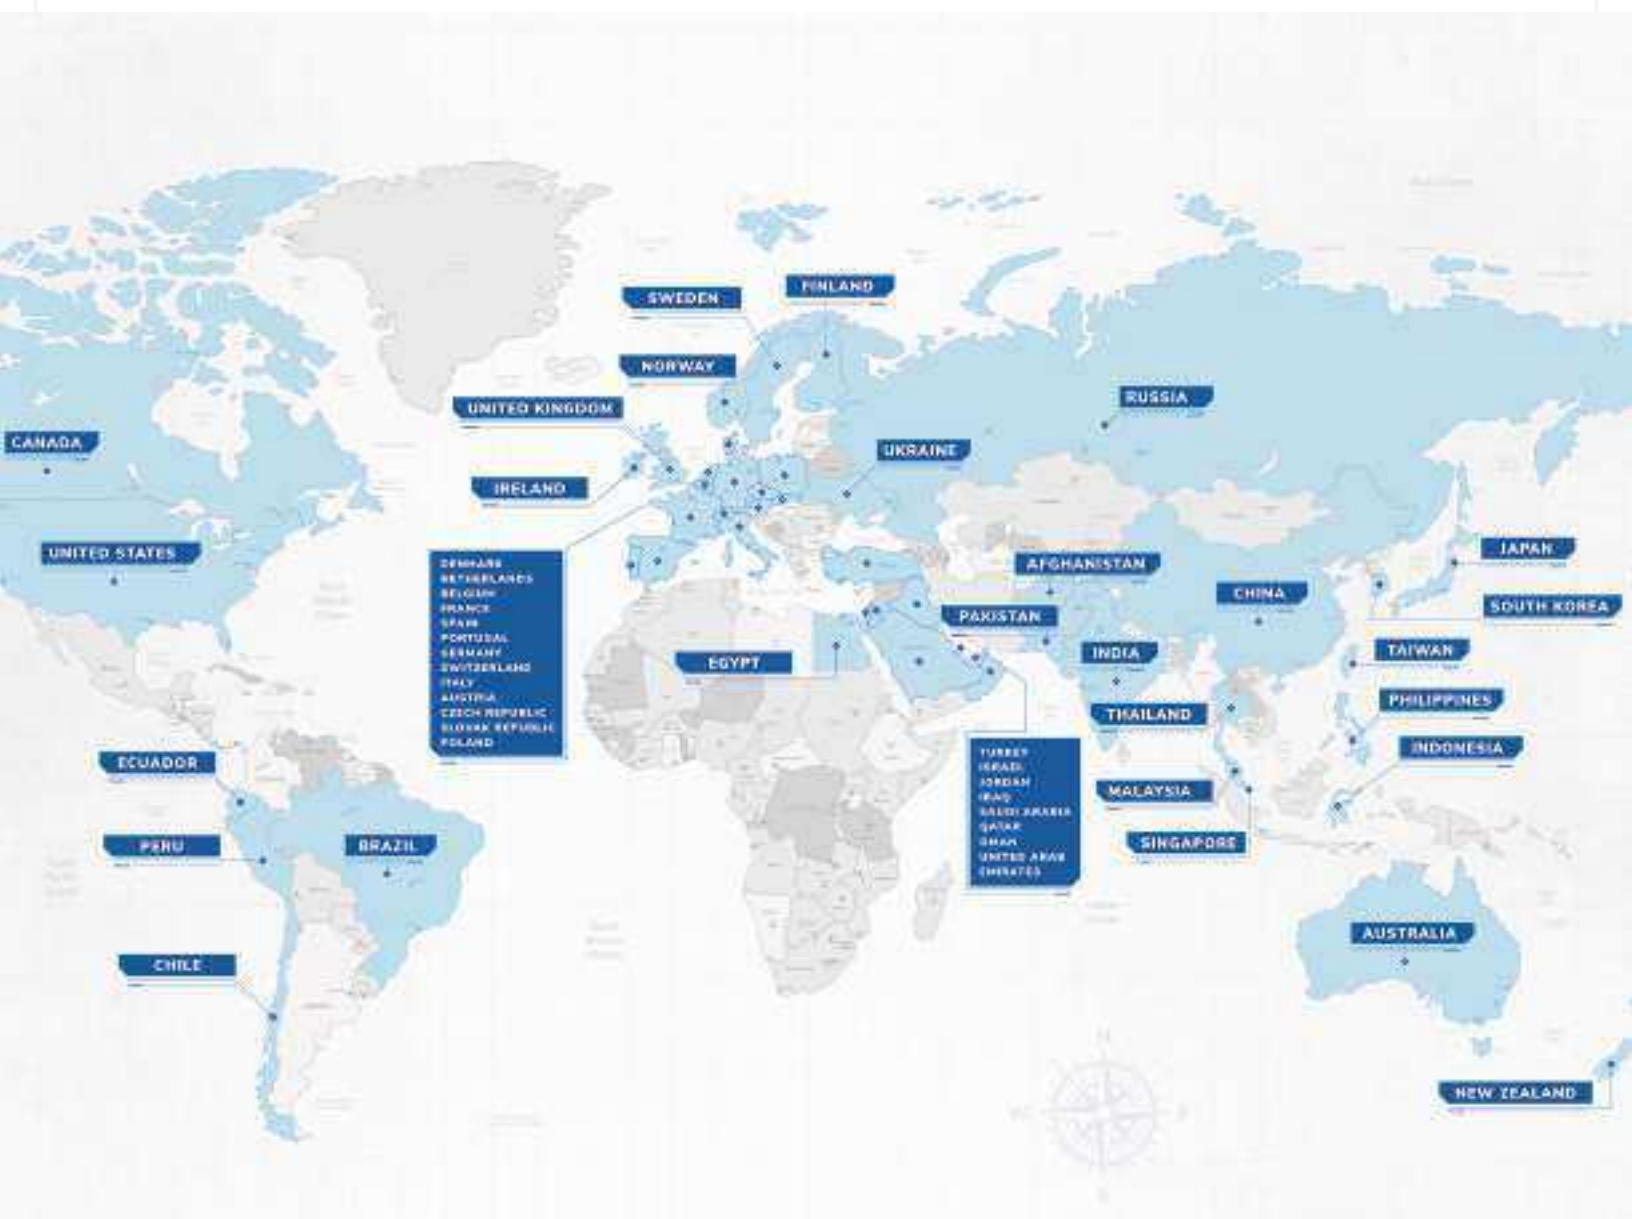 FINLAND
SWEDEN
NORWAY
UNITED KINGDOM
RUSSIA
CANADA
UKRAINE
IRELAND
UNITED STATES
JAPAN
AFGHANISTAN
CHINA
SOUTH KOREA
PAKISTAN
INDIA
TAIWAN
EGYPT
PHILIPPINES
THAILAND
INDONESIA
DENMARK
NETHERLANDS
BELGIUM
FRANCE
SPAIN
PORTUGAL
GERMANY
SWITZERLAND
ITALY
AUSTRIA
CZECH REPUBLIC
SLOVAK REPUBLIC
POLAND
TURKEY
ISRAEL
JORDAN
IRAQ
SAUDI ARABIA
QATAR
OMAN
UNITED ARAB
EMIRATES
ECUADOR
MALAYSIA
PERU
BRAZIL
SINGAPORE
AUSTRALIA
CHILE
NEW ZEALAND